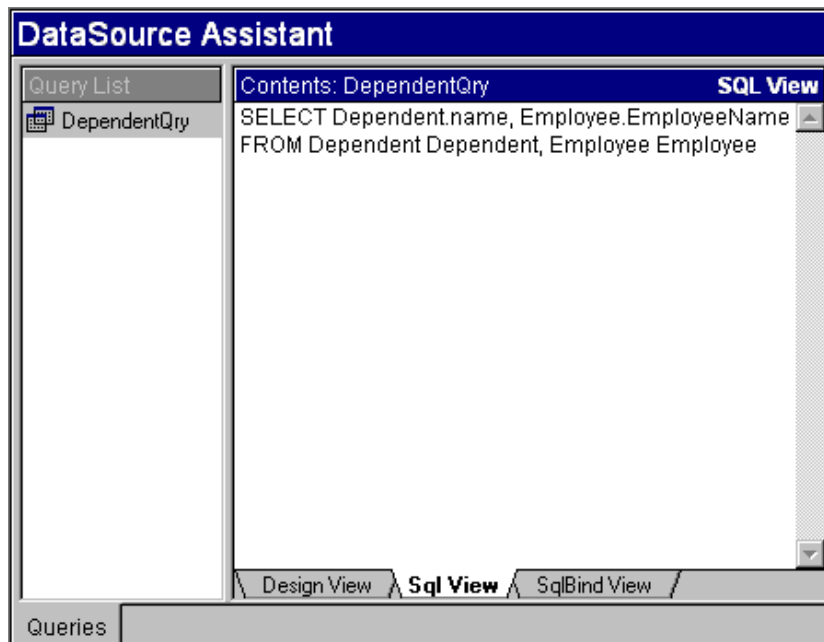 DataSource Assistant
Query List
DependentQry
Contents: DependentQry SQL View
SELECT Dependent.name, Employee.EmployeeName
FROM Dependent Dependent, Employee Employee
Design View Sql View SqlBind View
Queries